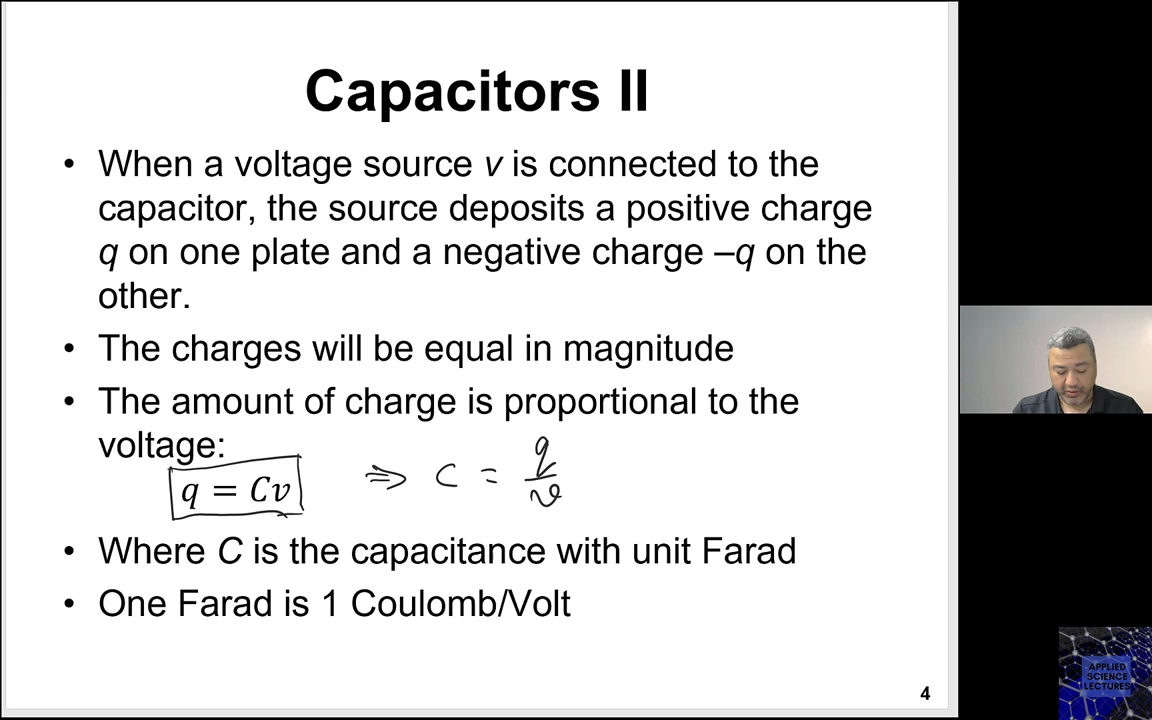 Capacitors II
• When a voltage source v is connected to the
capacitor, the source deposits a positive charge
q on one plate and a negative charge –q on the
other.
• The charges will be equal in magnitude
• The amount of charge is proportional to the
voltage:
q = Cv ⇒ C = q/v
• Where C is the capacitance with unit Farad
• One Farad is 1 Coulomb/Volt
4
APPLIED
SCIENCE
LECTURES